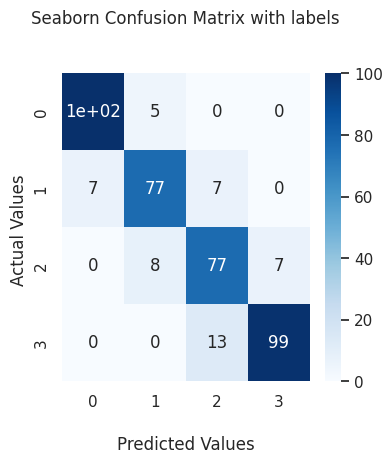 Seaborn Confusion Matrix with labels
Actual Values
0 1e+02 5 0 0
1 7 77 7 0
2 0 8 77 7
3 0 0 13 99
0 1 2 3
Predicted Values
100
80
60
40
20
0